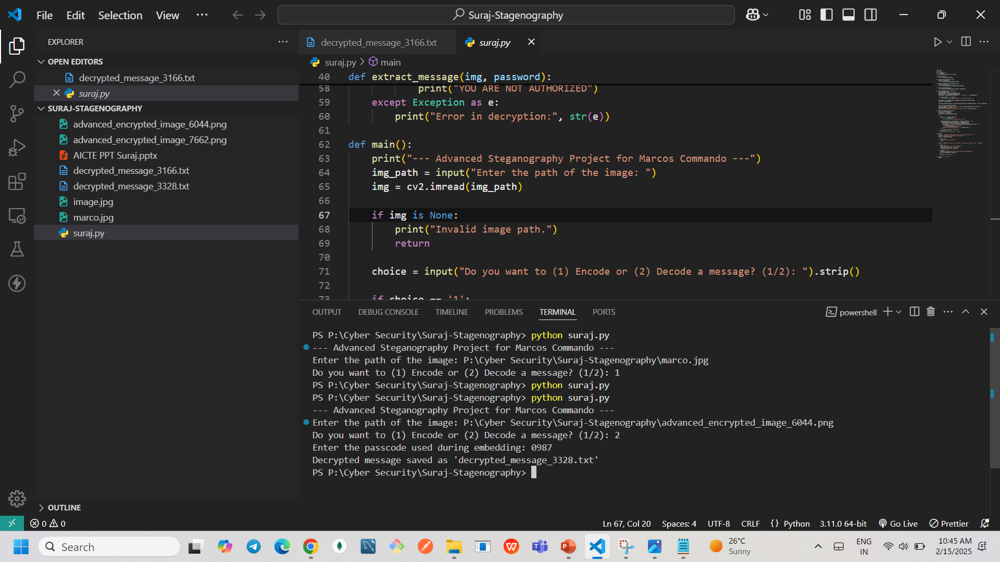 File Edit Selection View ··· Suraj-Stagenography
EXPLORER
OPEN EDITORS
decrypted_message_3166.txt
suraj.py
SURAJ-STAGENOGRAPHY
advanced_encrypted_image_6044.png
advanced_encrypted_image_7662.png
AICTE PPT Suraj.pptx
decrypted_message_3166.txt
decrypted_message_3328.txt
image.jpg
marco.jpg
suraj.py
OUTLINE
decrypted_message_3166.txt suraj.py
suraj.py > main
40 def extract_message(img, password):
58 print("YOU ARE NOT AUTHORIZED")
59 except Exception as e:
60 print("Error in decryption:", str(e))
61
62 def main():
63 print("--- Advanced Steganography Project for Marcos Commando ---")
64 img_path = input("Enter the path of the image: ")
65 img = cv2.imread(img_path)
66
67 if img is None:
68 print("Invalid image path.")
69 return
70
71 choice = input("Do you want to (1) Encode or (2) Decode a message? (1/2): ").strip()
72
73 if choice == '1':
OUTPUT DEBUG CONSOLE TIMELINE PROBLEMS TERMINAL PORTS powershell
PS P:\Cyber Security\Suraj-Stagenography> python suraj.py
--- Advanced Steganography Project for Marcos Commando ---
Enter the path of the image: P:\Cyber Security\Suraj-Stagenography\marco.jpg
Do you want to (1) Encode or (2) Decode a message? (1/2): 1
PS P:\Cyber Security\Suraj-Stagenography> python suraj.py
PS P:\Cyber Security\Suraj-Stagenography> python suraj.py
--- Advanced Steganography Project for Marcos Commando ---
Enter the path of the image: P:\Cyber Security\Suraj-Stagenography\advanced_encrypted_image_6044.png
Do you want to (1) Encode or (2) Decode a message? (1/2): 2
Enter the passcode used during embedding: 0987
Decrypted message saved as 'decrypted_message_3328.txt'
PS P:\Cyber Security\Suraj-Stagenography>
0 0 Ln 67, Col 20 Spaces: 4 UTF-8 CRLF {} Python 3.11.0 64-bit Go Live Prettier
Search
26°C
Sunny
ENG
IN
10:45 AM
2/15/2025